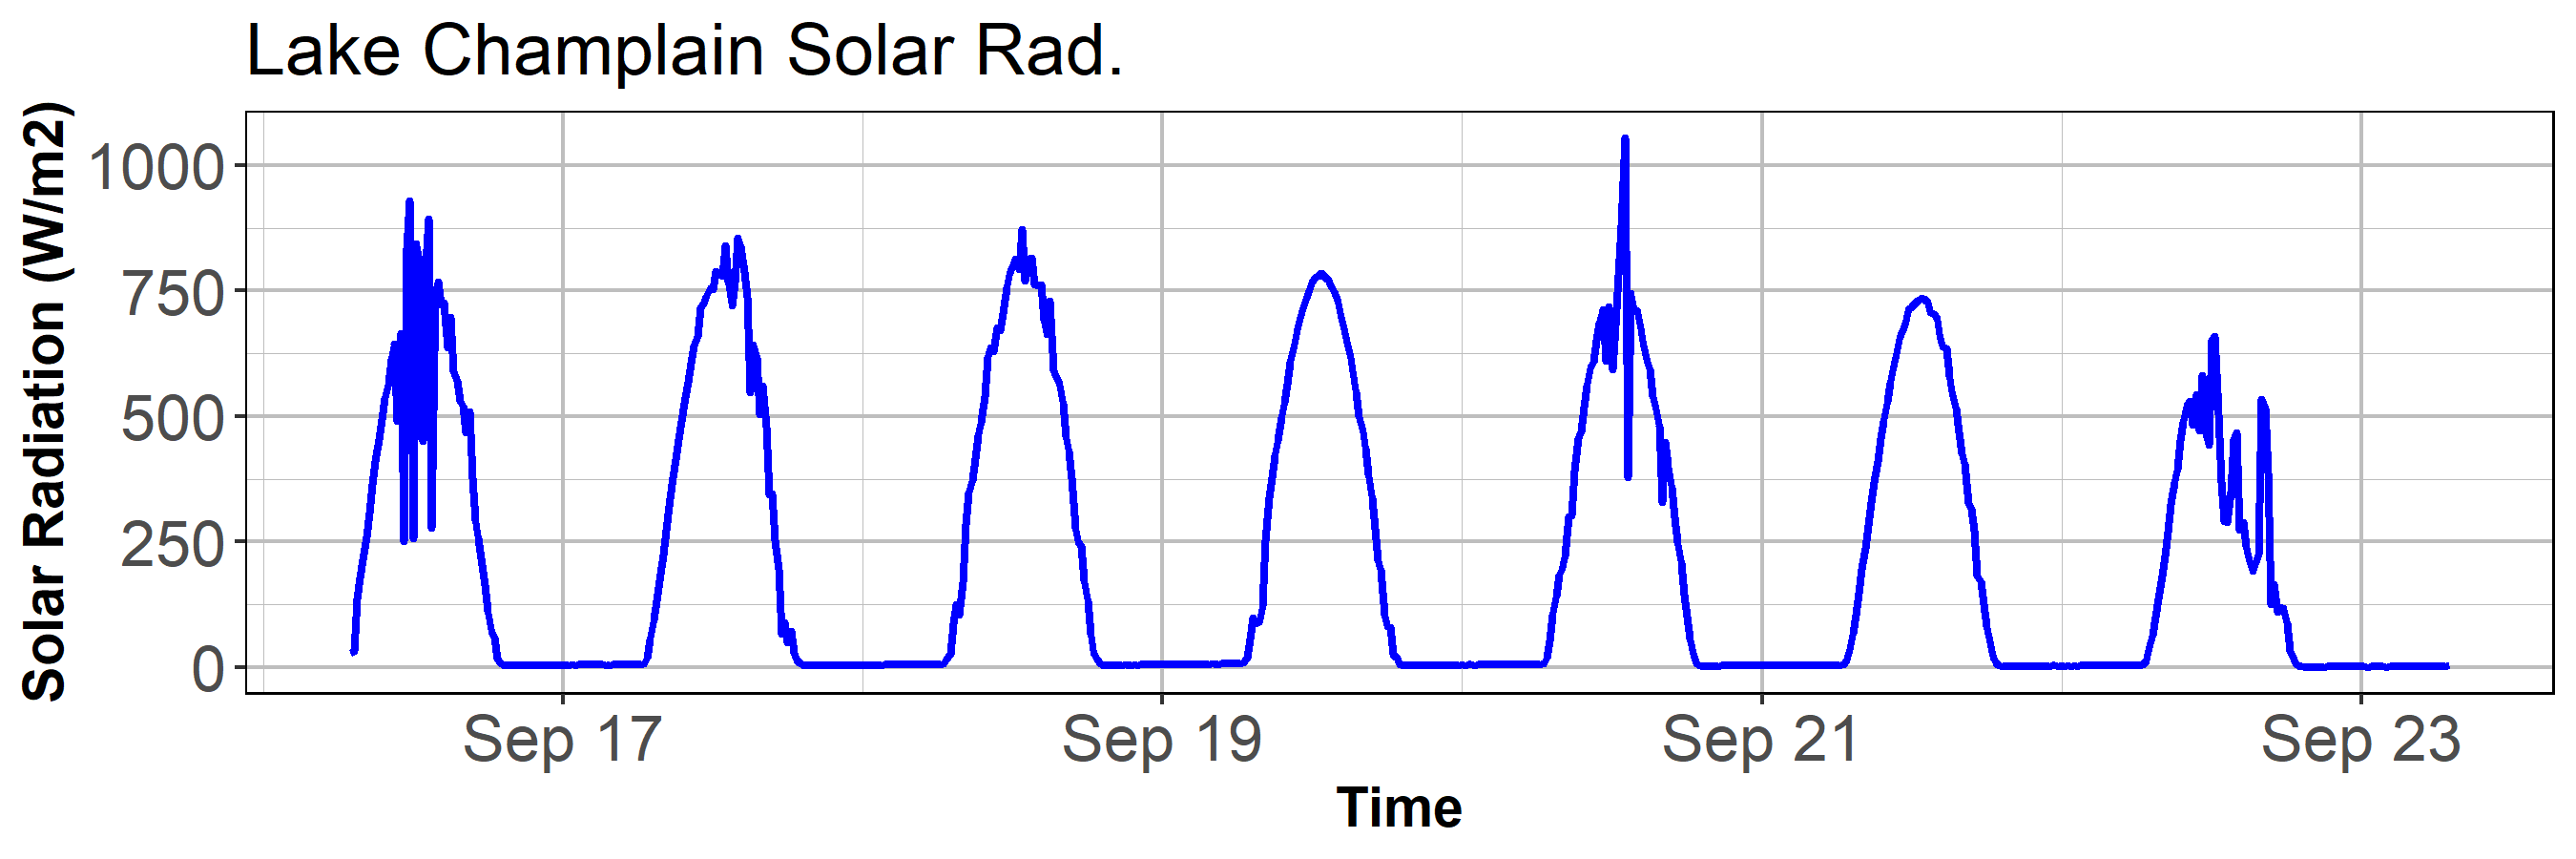 Lake Champlain Solar Rad.
Solar Radiation (W/m2)
1000
750
500
250
0
Sep 17
Sep 19
Sep 21
Sep 23
Time